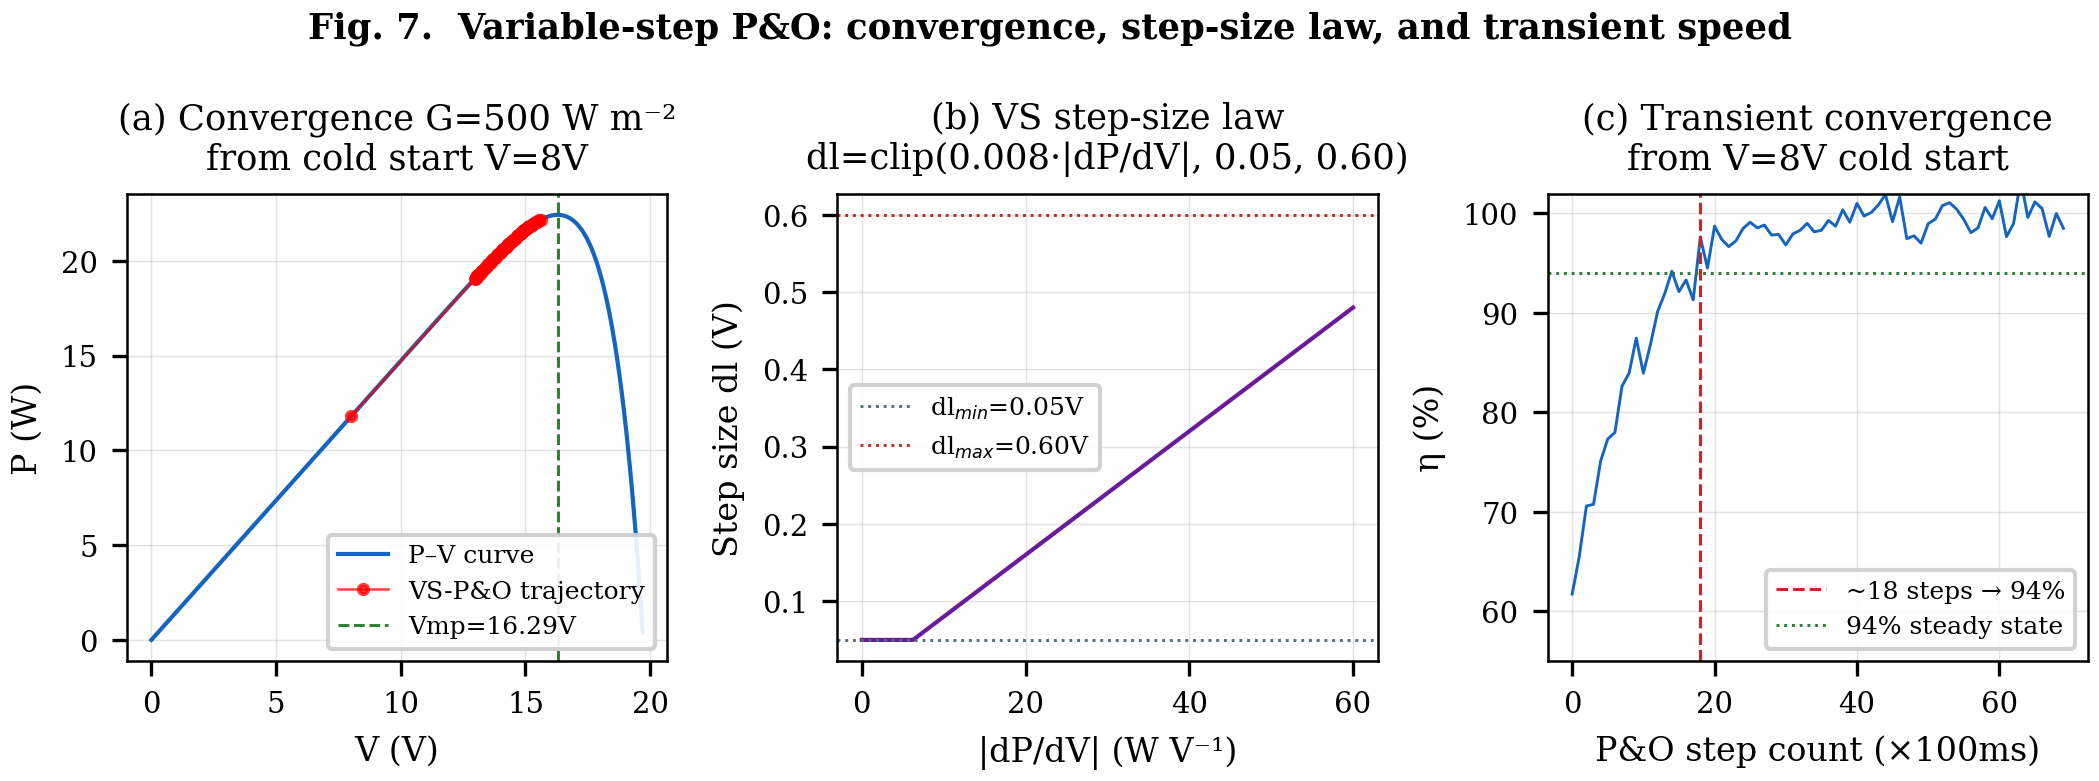 Fig. 7.  Variable-step P&O: convergence, step-size law, and transient speed
(a) Convergence G=500 W m⁻²
from cold start V=8V
P (W)
20
15
10
5
0
P–V curve
VS-P&O trajectory
Vmp=16.29V
0 5 10 15 20
V (V)
(b) VS step-size law
dl=clip(0.008·|dP/dV|, 0.05, 0.60)
Step size dl (V)
0.6
0.5
0.4
0.3
0.2
0.1
dlmin=0.05V
dlmax=0.60V
0 20 40 60
|dP/dV| (W V⁻¹)
(c) Transient convergence
from V=8V cold start
η (%)
100
90
80
70
60
~18 steps → 94%
94% steady state
0 20 40 60
P&O step count (×100ms)